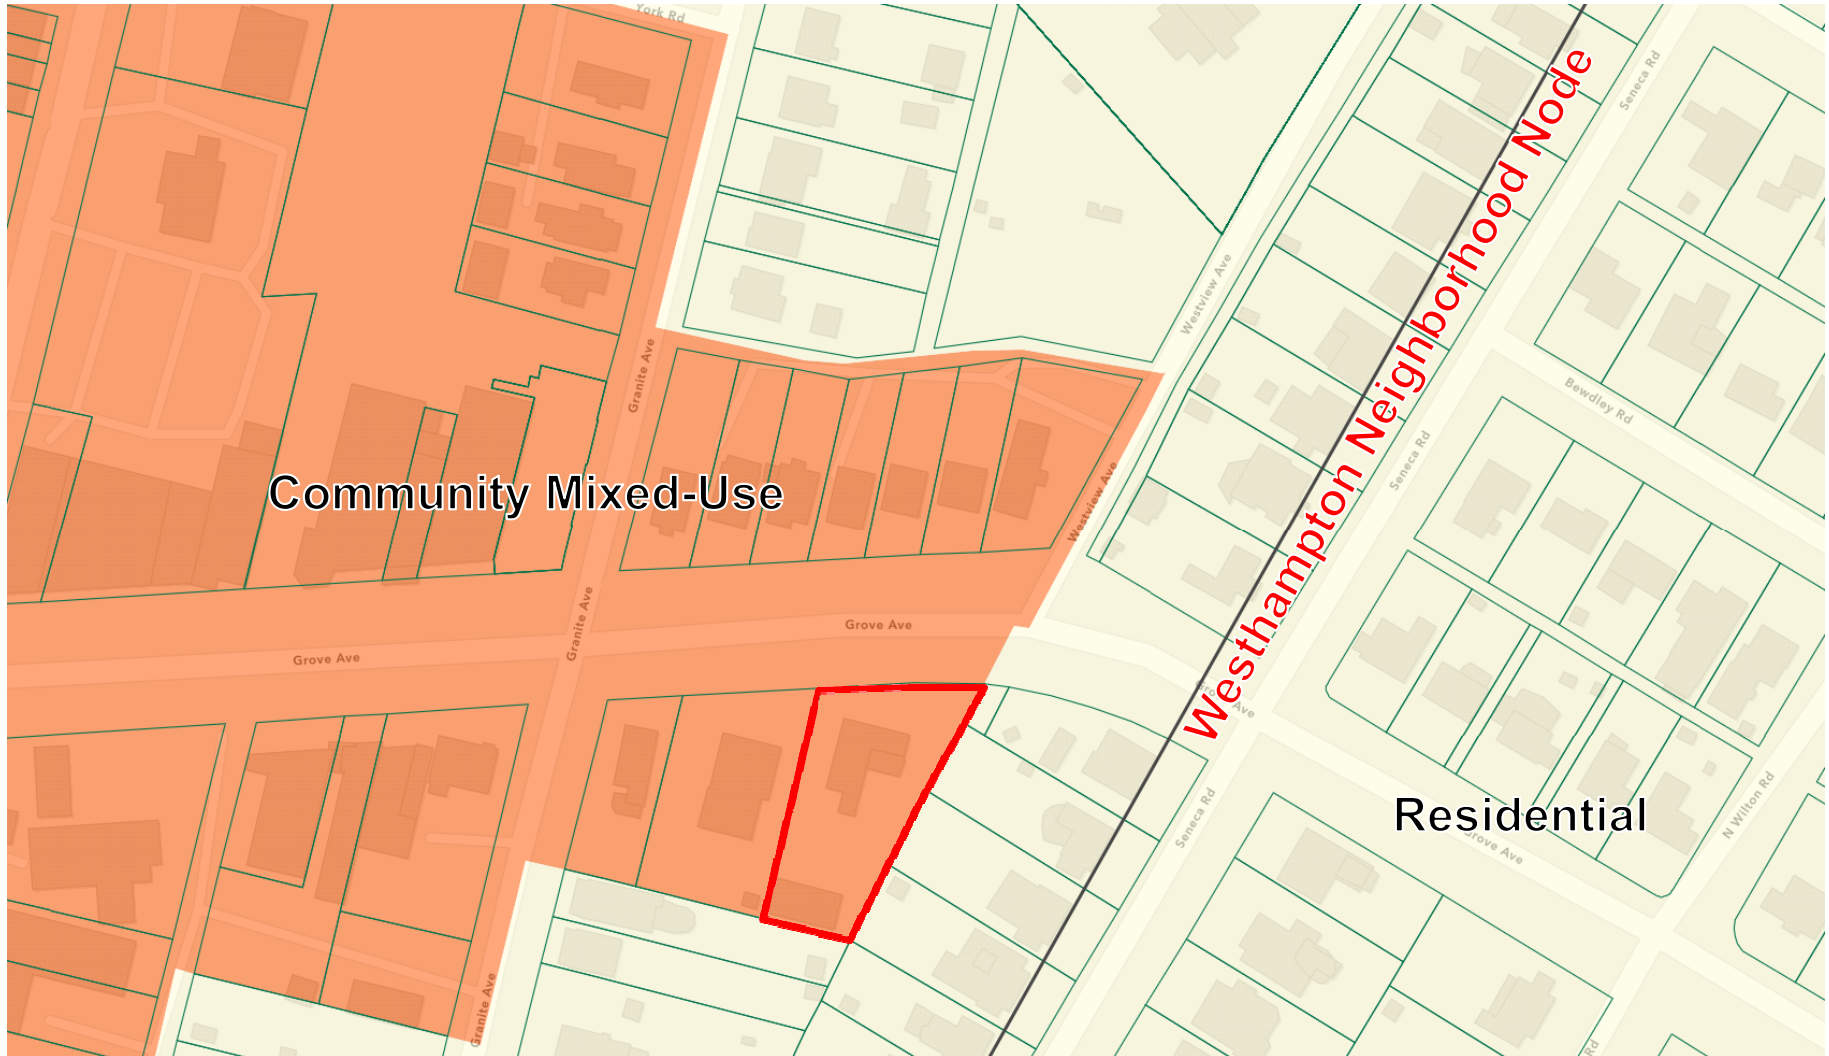 York Rd
Seneca Rd
Westhampton Neighborhood Node
Westview Ave
Granite Ave
Bewdley Rd
Seneca Rd
Community Mixed-Use
Westview Ave
Granite Ave
Grove Ave
Grove Ave
Grove Ave
Seneca Rd
Residential
N Wilton Rd
Grove Ave
Granite Ave
Rd